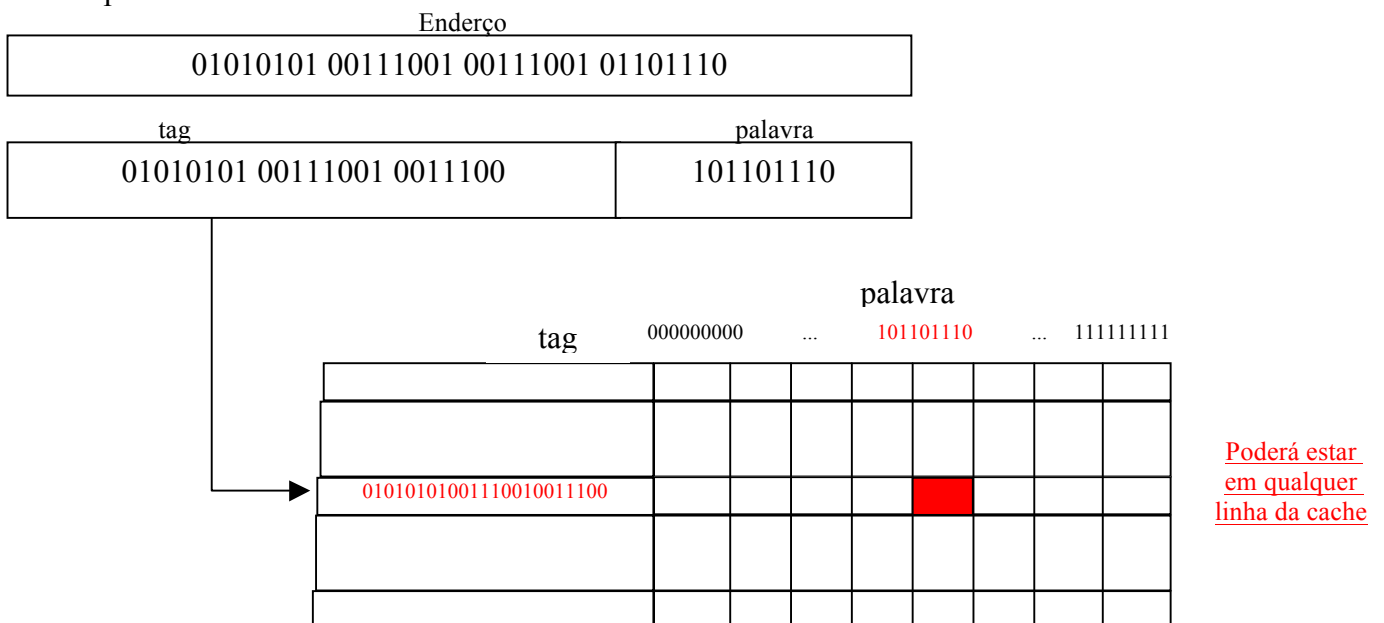 Enderço
01010101 00111001 00111001 01101110
tag palavra
01010101 00111001 0011100 101101110
palavra
tag 000000000 ... 101101110 ... 111111111
01010101001110010011100
Poderá estar
em qualquer
linha da cache